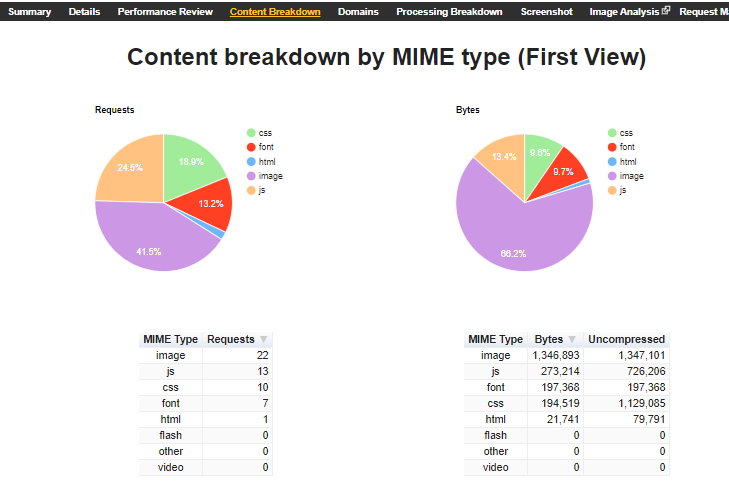 Summary Details Performance Review Content Breakdown Domains Processing Breakdown Screenshot Image Analysis Request
Content breakdown by MIME type (First View)
Requests
css
font
html
image
js
18.9%
13.2%
41.5%
24.5%
Bytes
css
font
html
image
js
9.6%
9.7%
66.2%
13.4%
MIME Type Requests
image 22
js 13
css 10
font 7
html 1
flash 0
other 0
video 0
MIME Type Bytes Uncompressed
image 1,346,893 1,347,101
js 273,214 726,206
font 197,368 197,368
css 194,519 1,129,085
html 21,741 79,791
flash 0 0
other 0 0
video 0 0